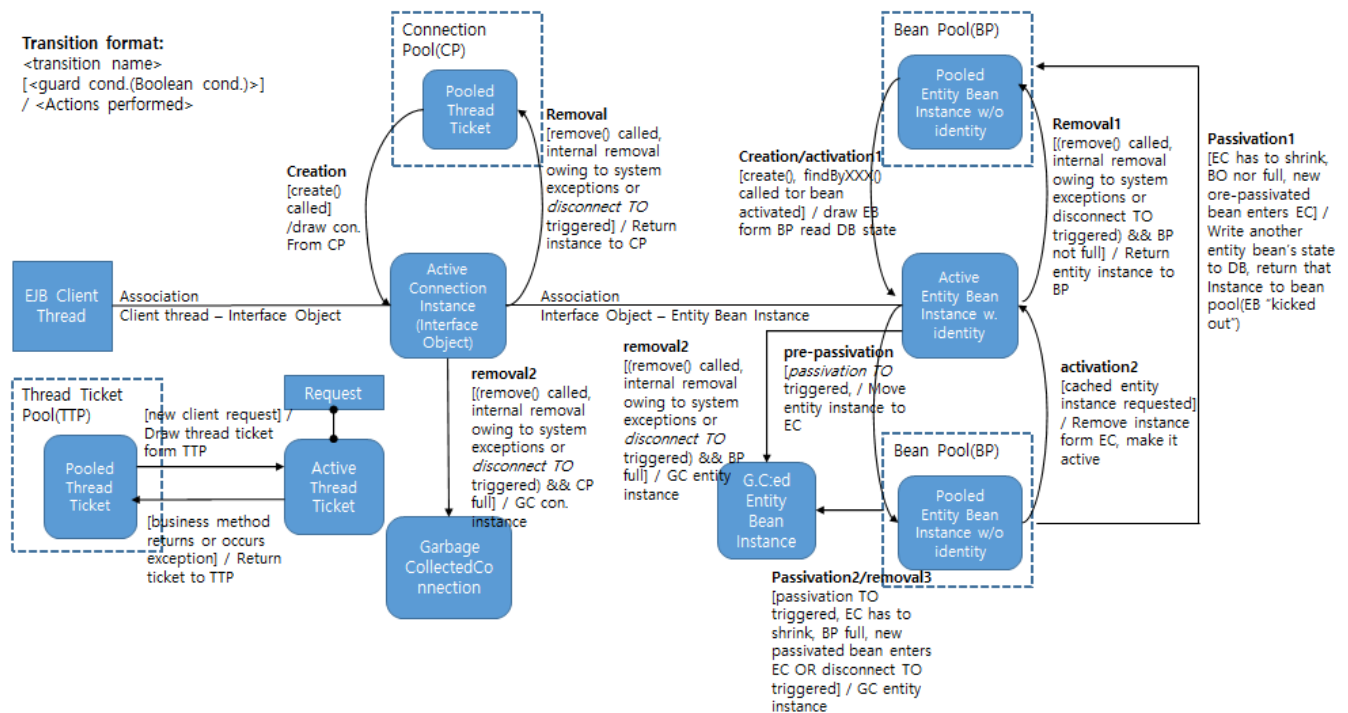 Transition format:
<transition name>
[<guard cond.(Boolean cond.)>]
/ <Actions performed>
Connection
Pool(CP)
Pooled
Thread
Ticket
Creation
[create()
called]
/draw con.
From CP
Removal
[remove() called,
internal removal
owing to system
exceptions or
disconnect TO
triggered] / Return
instance to CP
Bean Pool(BP)
Pooled
Entity Bean
Instance w/o
identity
Creation/activation1
[create(), findByXXX()
called tor bean
activated] / draw EB
form BP read DB state
Removal1
[(remove() called,
internal removal
owing to system
exceptions or
disconnect TO
triggered) && BP
not full] / Return
entity instance to
BP
Passivation1
[EC has to shrink,
BO nor full, new
ore-passivated
bean enters EC] /
Write another
entity bean's state
to DB, return that
Instance to bean
pool(EB "kicked
out")
EJB Client
Thread
Association
Client thread – Interface Object
Active
Connection
Instance
(Interface
Object)
Association
Interface Object – Entity Bean Instance
Active
Entity Bean
Instance w.
identity
Thread Ticket
Pool(TTP)
Pooled
Thread
Ticket
[new client request] /
Draw thread ticket
form TTP
Request
Active
Thread
Ticket
[business method
returns or occurs
exception] / Return
ticket to TTP
removal2
[(remove() called,
internal removal
owing to system
exceptions or
disconnect TO
triggered) && CP
full] / GC con.
instance
Garbage
CollectedCo
nnection
removal2
[(remove() called,
internal removal
owing to system
exceptions or
disconnect TO
triggered) && BP
full] / GC entity
instance
pre-passivation
[passivation TO
triggered, / Move
entity instance to
EC
activation2
[cached entity
instance requested]
/ Remove instance
form EC, make it
active
G.C:ed
Entity
Bean
Instance
Bean Pool(BP)
Pooled
Entity Bean
Instance w/o
identity
Passivation2/removal3
[passivation TO
triggered, EC has to
shrink, BP full, new
passivated bean enters
EC OR disconnect TO
triggered] / GC entity
instance